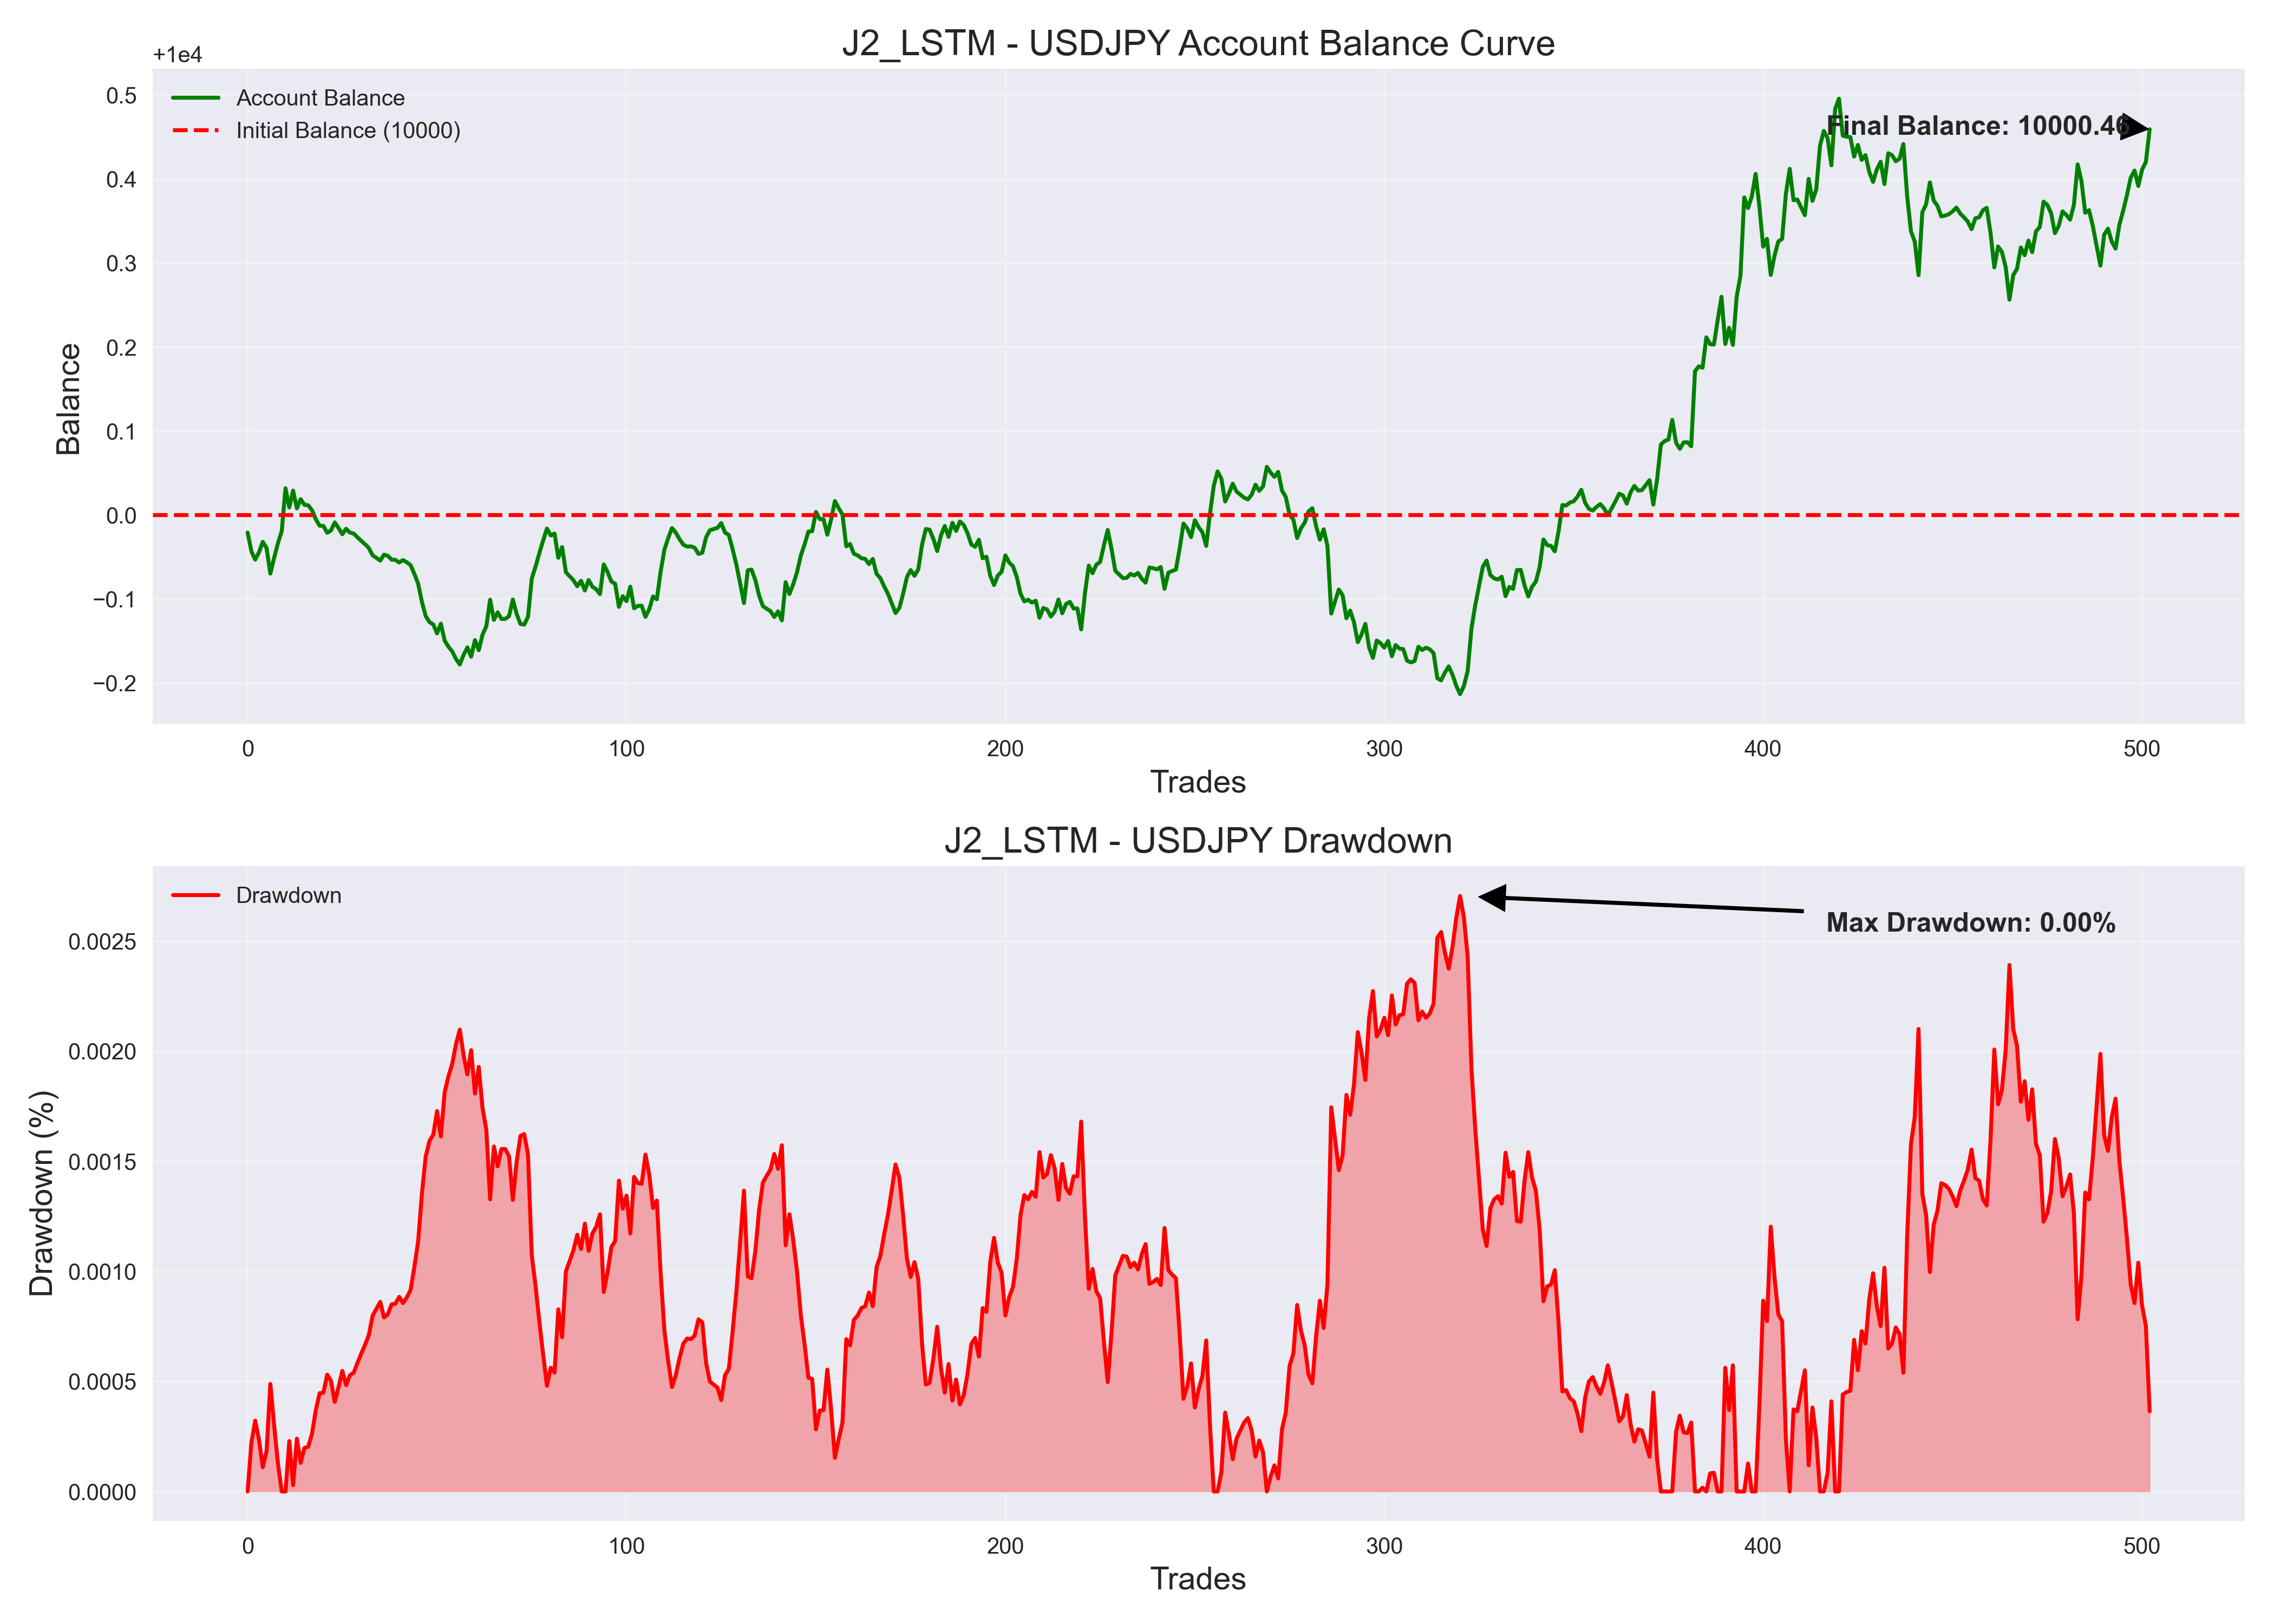 J2_LSTM - USDJPY Account Balance Curve
+1e4
Account Balance
Initial Balance (10000)
Final Balance: 10000.46
0.5
0.4
0.3
0.2
0.1
0.0
−0.1
−0.2
Balance
0 100 200 300 400 500
Trades
J2_LSTM - USDJPY Drawdown
Drawdown
Max Drawdown: 0.00%
0.0025
0.0020
0.0015
0.0010
0.0005
0.0000
Drawdown (%)
0 100 200 300 400 500
Trades